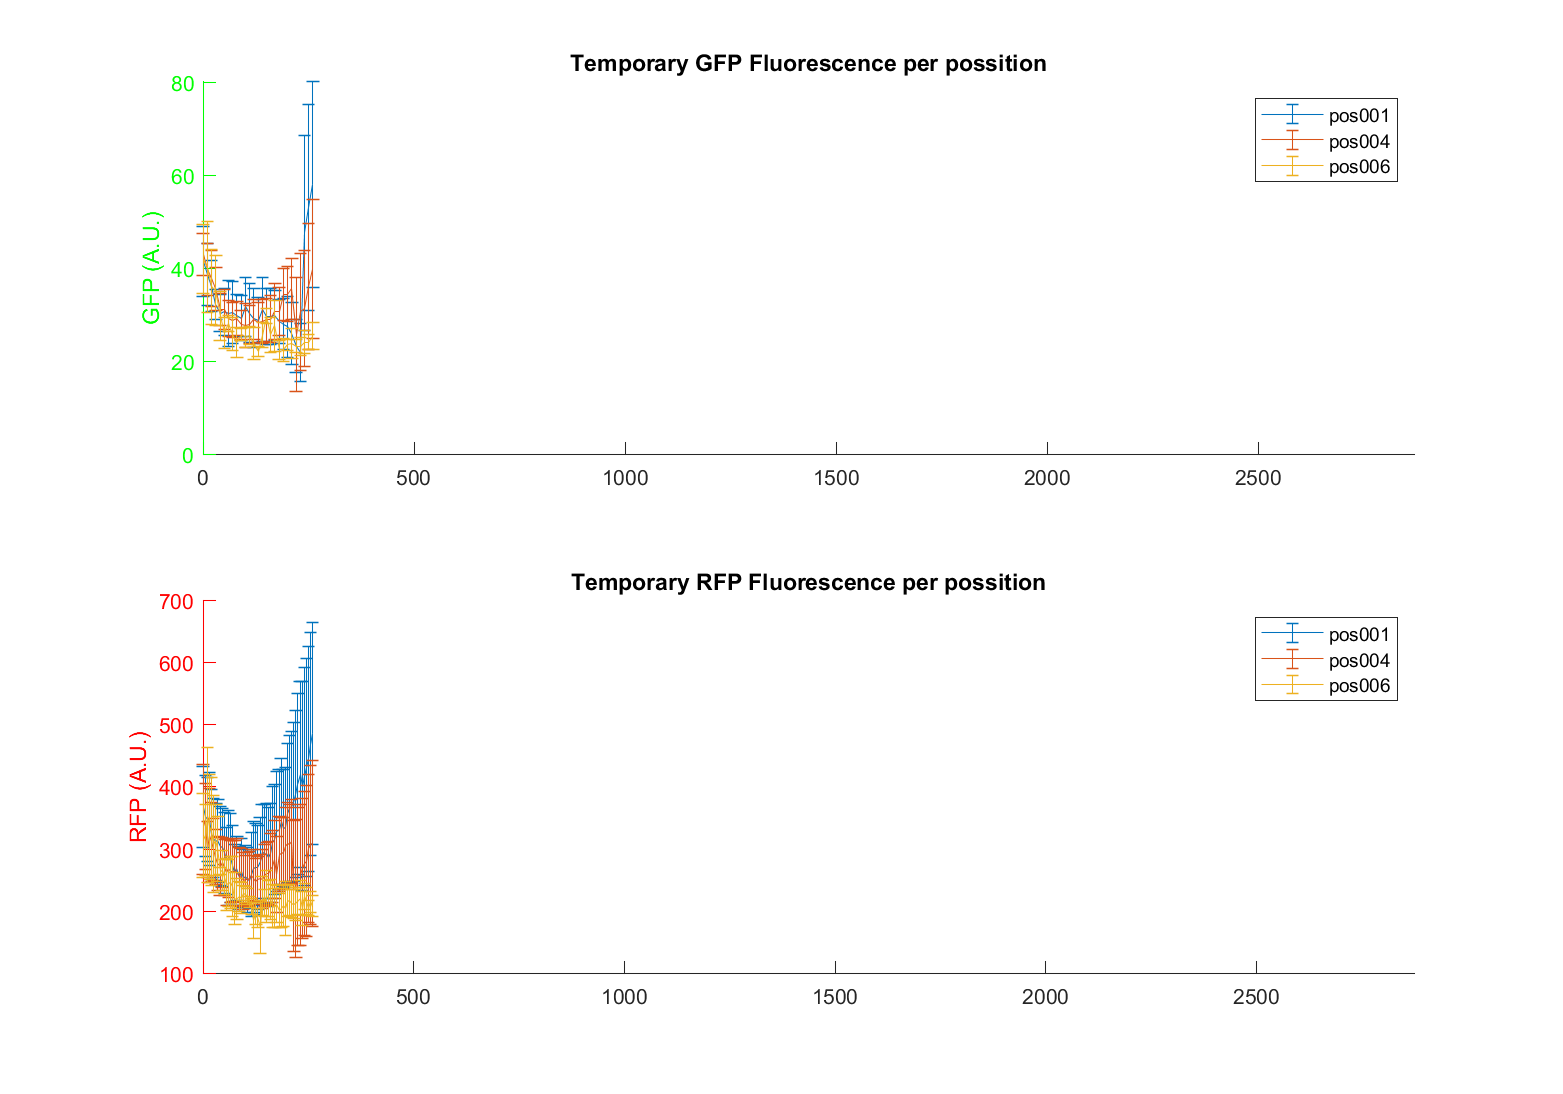 Temporary GFP Fluorescence per possition
80
60
40
20
0
GFP (A.U.)
pos001
pos004
pos006
0 500 1000 1500 2000 2500
Temporary RFP Fluorescence per possition
700
600
500
400
300
200
100
RFP (A.U.)
pos001
pos004
pos006
0 500 1000 1500 2000 2500